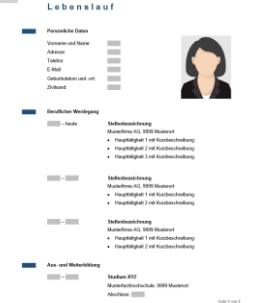 Lebenslauf
Persönliche Daten
Vorname und Name
Adresse:
Telefon:
E-Mail:
Geburtsdatum und -ort:
Zivilstand:
Beruflicher Werdegang
– heute
Stellenbezeichnung
Musterfirma AG, 9999 Musterort
• Haupttätigkeit 1 mit Kurzbeschreibung
• Haupttätigkeit 2 mit Kurzbeschreibung
• Haupttätigkeit 3 mit Kurzbeschreibung
–
Stellenbezeichnung
Musterfirma AG, 9999 Musterort
• Haupttätigkeit 1 mit Kurzbeschreibung
• Haupttätigkeit 2 mit Kurzbeschreibung
–
Stellenbezeichnung
Musterfirma AG, 9999 Musterort
• Haupttätigkeit 1 mit Kurzbeschreibung
• Haupttätigkeit 2 mit Kurzbeschreibung
Aus- und Weiterbildung
–
Studium XYZ
Musterfachhochschule, 9999 Musterort
Abschluss: